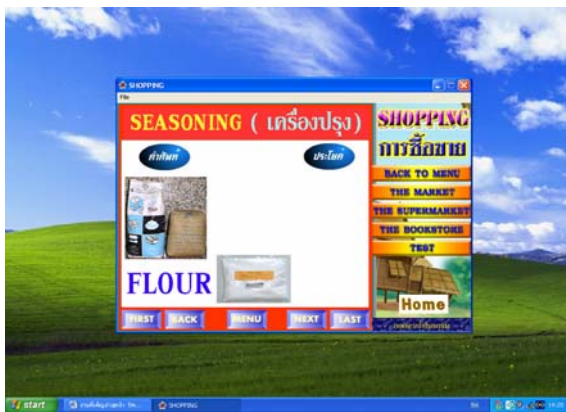 SHOPPING
File
SEASONING ( เครื่องปรุง )
คำศัพท์
ประโยค
FLOUR
FIRST
BACK
MENU
NEXT
LAST
SHOPPING
การซื้อขาย
BACK TO MENU
THE MARKET
THE SUPERMARKET
THE BOOKSTORE
TEST
Home
start
SHOPPING